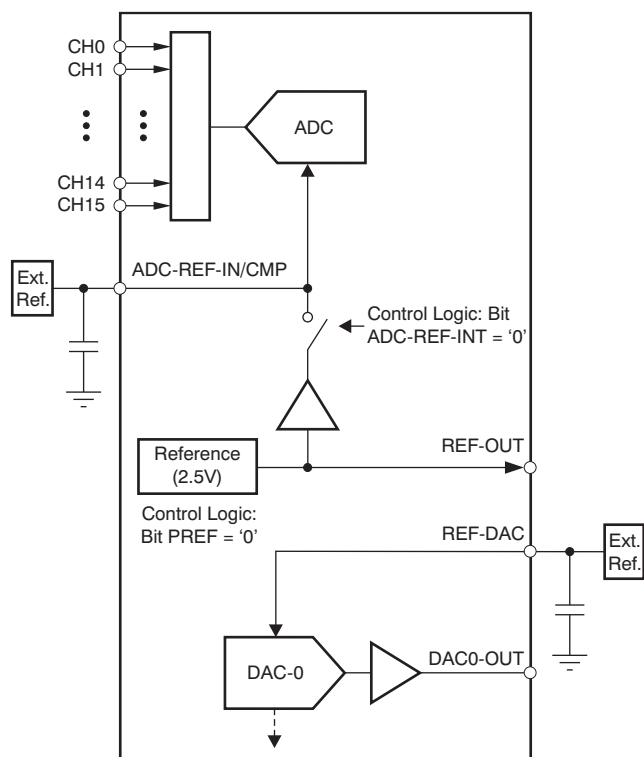 CH0
CH1
ADC
CH14
CH15
ADC-REF-IN/CMP
Ext.
Ref.
Control Logic: Bit
ADC-REF-INT = ‘0’
Reference
(2.5V)
REF-OUT
Control Logic:
Bit PREF = ‘0’
REF-DAC
Ext.
Ref.
DAC-0
DAC0-OUT